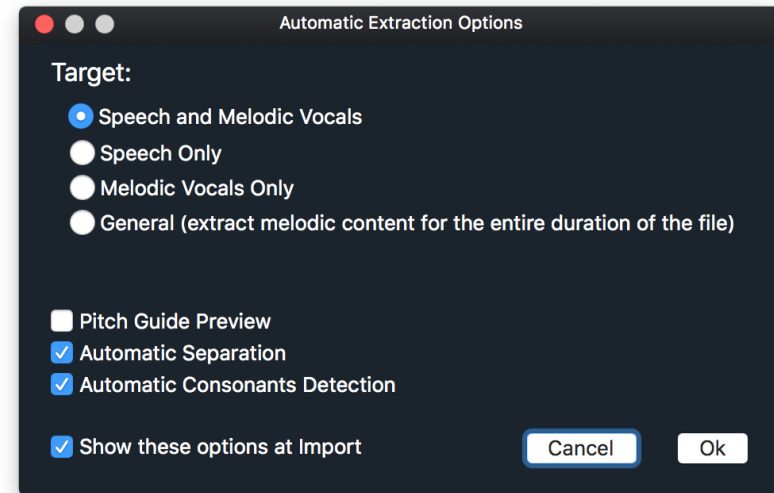 Automatic Extraction Options
Target:
Speech and Melodic Vocals
Speech Only
Melodic Vocals Only
General (extract melodic content for the entire duration of the file)
Pitch Guide Preview
Automatic Separation
Automatic Consonants Detection
Show these options at Import
Cancel
Ok